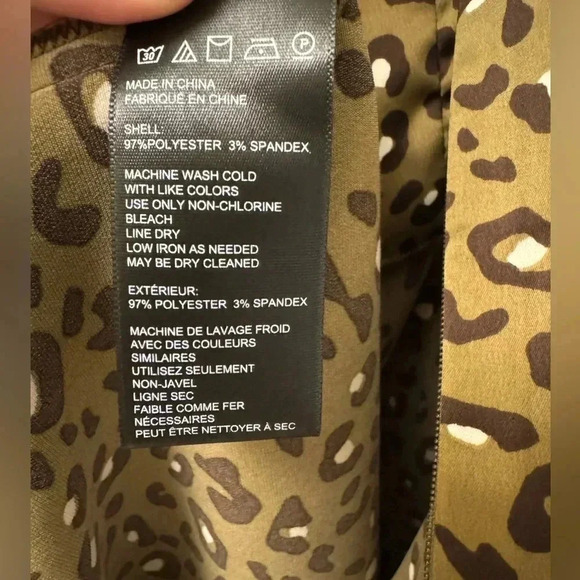 30
P
MADE IN CHINA
FABRIQUÉ EN CHINE
SHELL:
97%POLYESTER 3% SPANDEX
MACHINE WASH COLD
WITH LIKE COLORS
USE ONLY NON-CHLORINE
BLEACH
LINE DRY
LOW IRON AS NEEDED
MAY BE DRY CLEANED
EXTÉRIEUR:
97% POLYESTER 3% SPANDEX
MACHINE DE LAVAGE FROID
AVEC DES COULEURS
SIMILAIRES
UTILISEZ SEULEMENT
NON-JAVEL
LIGNE SEC
FAIBLE COMME FER
NÉCESSAIRES
PEUT ÊTRE NETTOYER À SEC